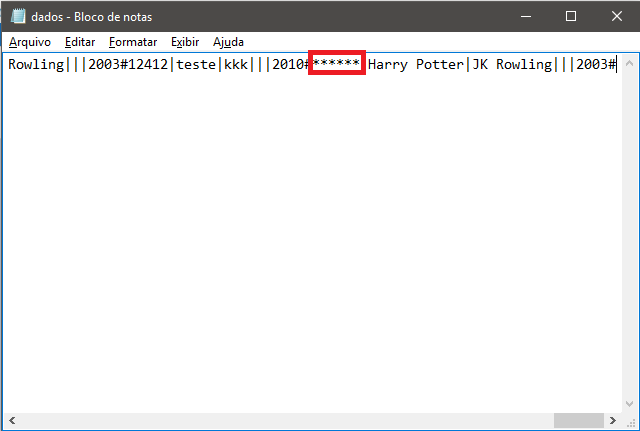 dados - Bloco de notas
Arquivo Editar Formatar Exibir Ajuda
Rowling|||2003#12412|teste|kkk|||2010#****** Harry Potter|JK Rowling|||2003#